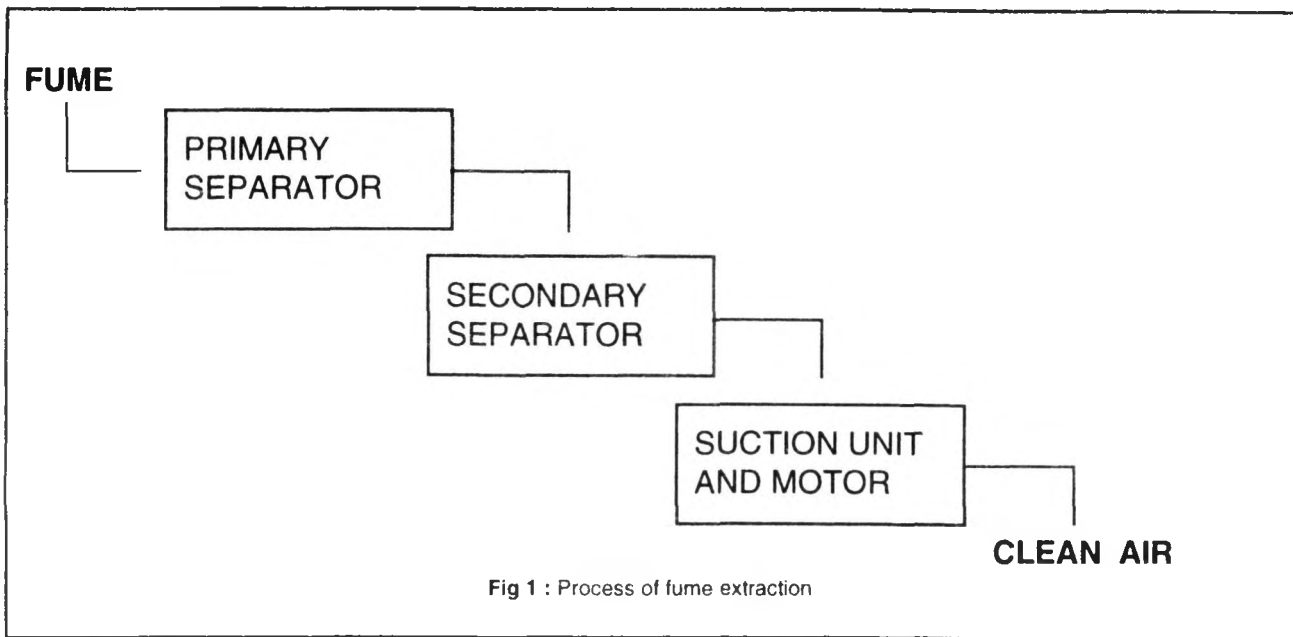 FUME
PRIMARY
SEPARATOR
SECONDARY
SEPARATOR
SUCTION UNIT
AND MOTOR
CLEAN AIR
Fig 1 : Process of fume extraction